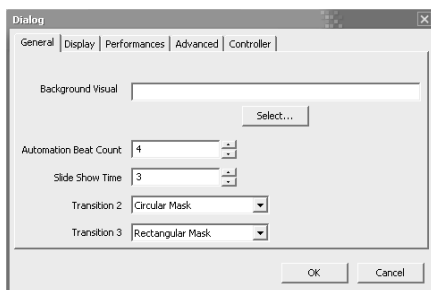 Dialog
General Display Performances Advanced Controller
Background Visual
Select...
Automation Beat Count 4
Slide Show Time 3
Transition 2 Circular Mask
Transition 3 Rectangular Mask
OK Cancel